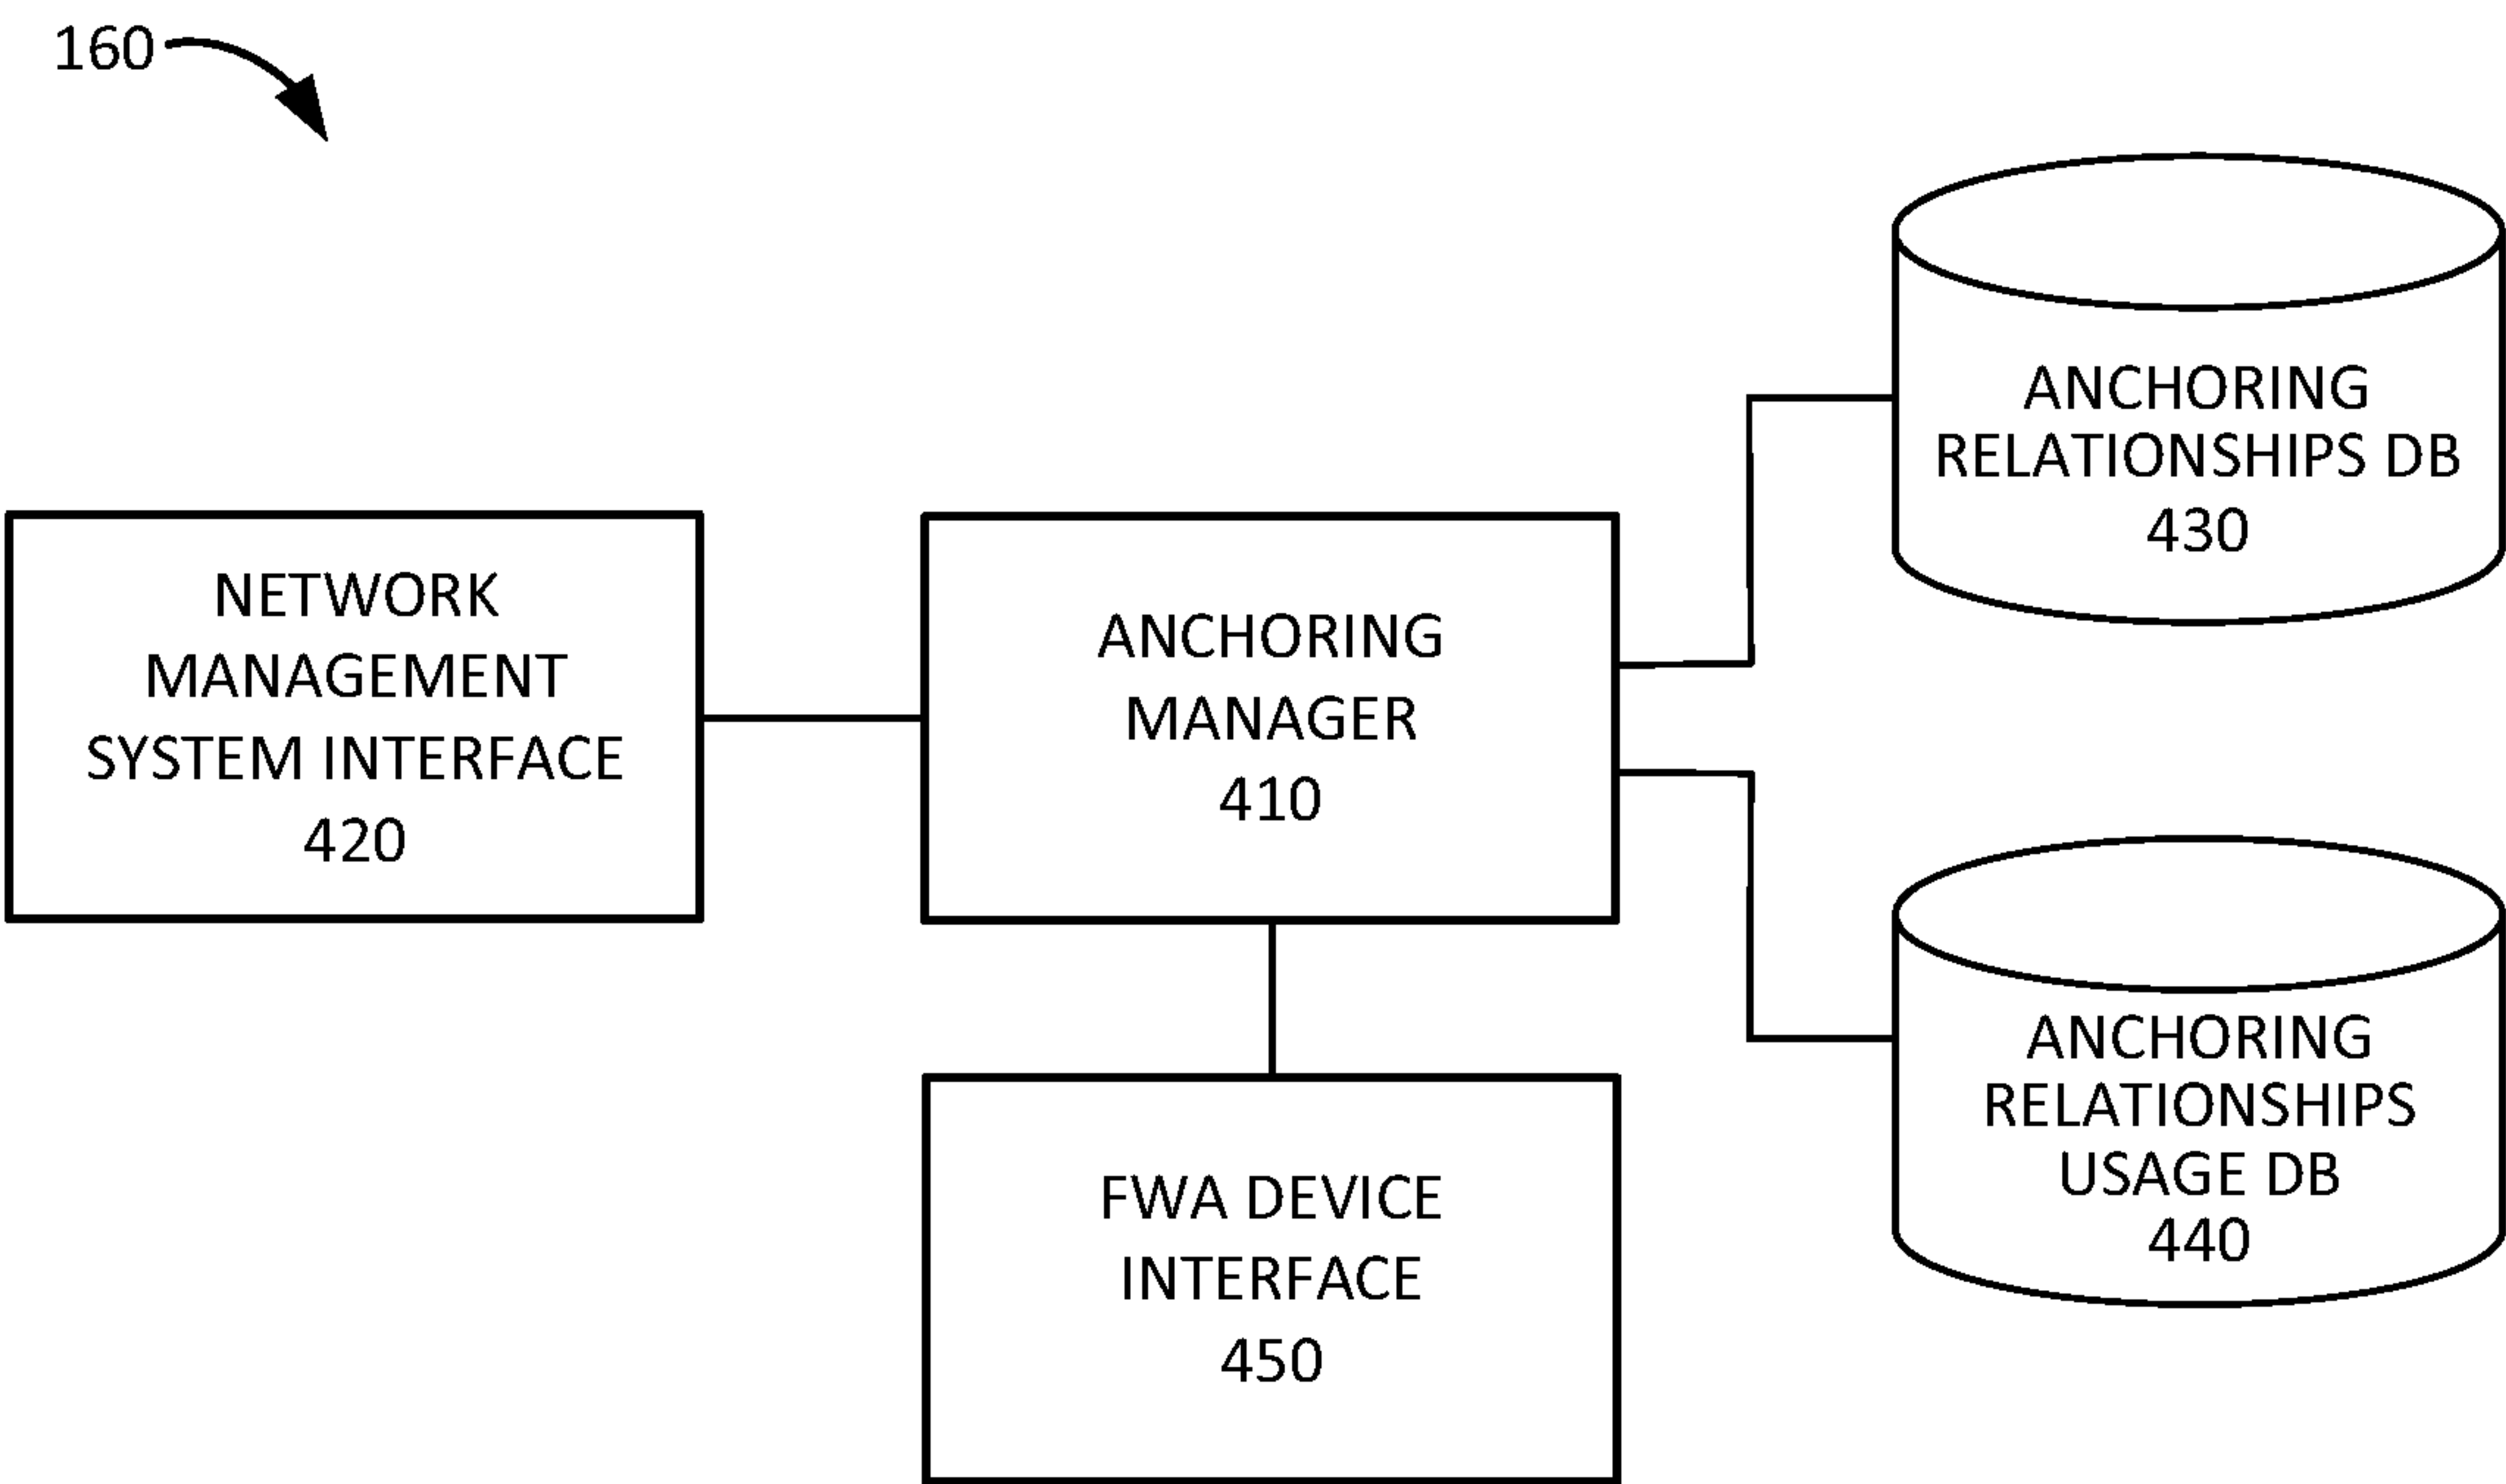 160
NETWORK
MANAGEMENT
SYSTEM INTERFACE
420
ANCHORING
MANAGER
410
ANCHORING
RELATIONSHIPS DB
430
ANCHORING
RELATIONSHIPS
USAGE DB
440
FWA DEVICE
INTERFACE
450